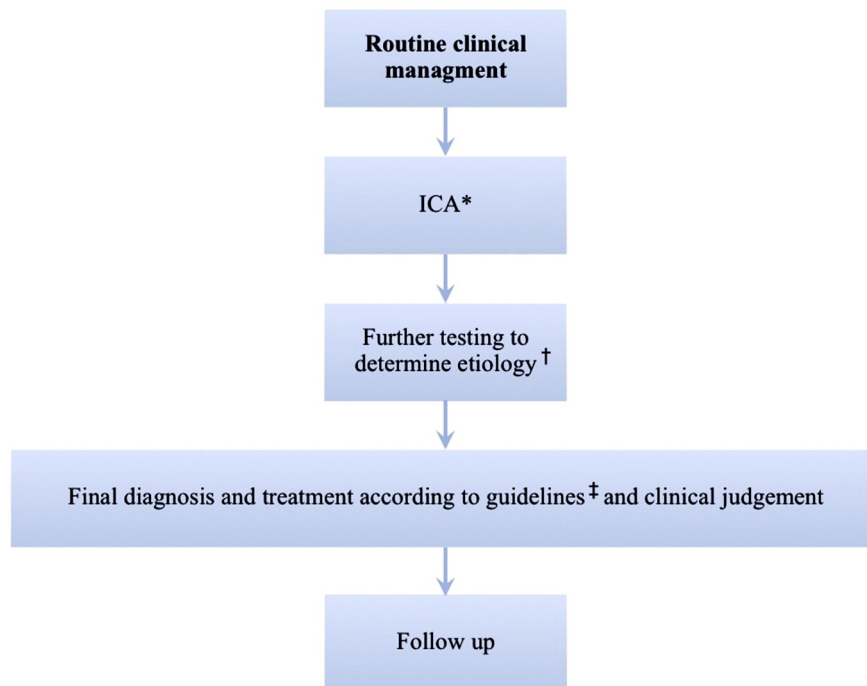 Routine clinical
managment
ICA*
Further testing to
determine etiology†
Final diagnosis and treatment according to guidelines‡ and clinical judgement
Follow up